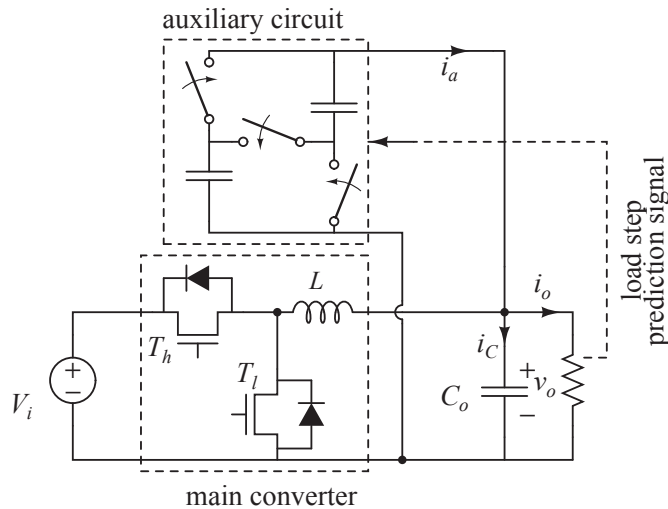 auxiliary circuit
i_a
load step
prediction signal
L
i_o
T_h
i_C
T_l
+
−
V_i
C_o
+
v_o
−
main converter